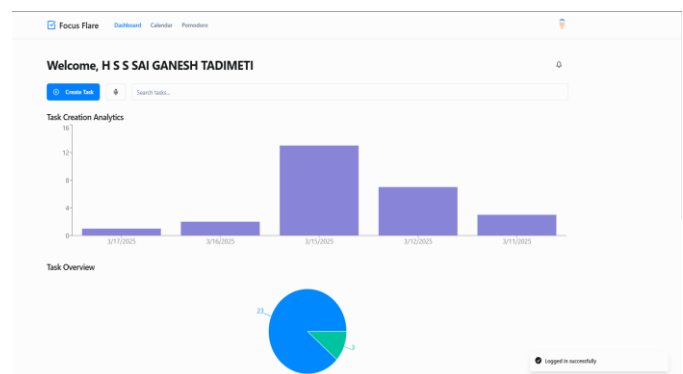 Focus Flare Dashboard Calendar Pomodoro
Welcome, H S S SAI GANESH TADIMETI
Create Task Search tasks...
Task Creation Analytics
16
12
8
4
0
3/17/2025 3/16/2025 3/15/2025 3/12/2025 3/11/2025
Task Overview
23
3
Logged in successfully